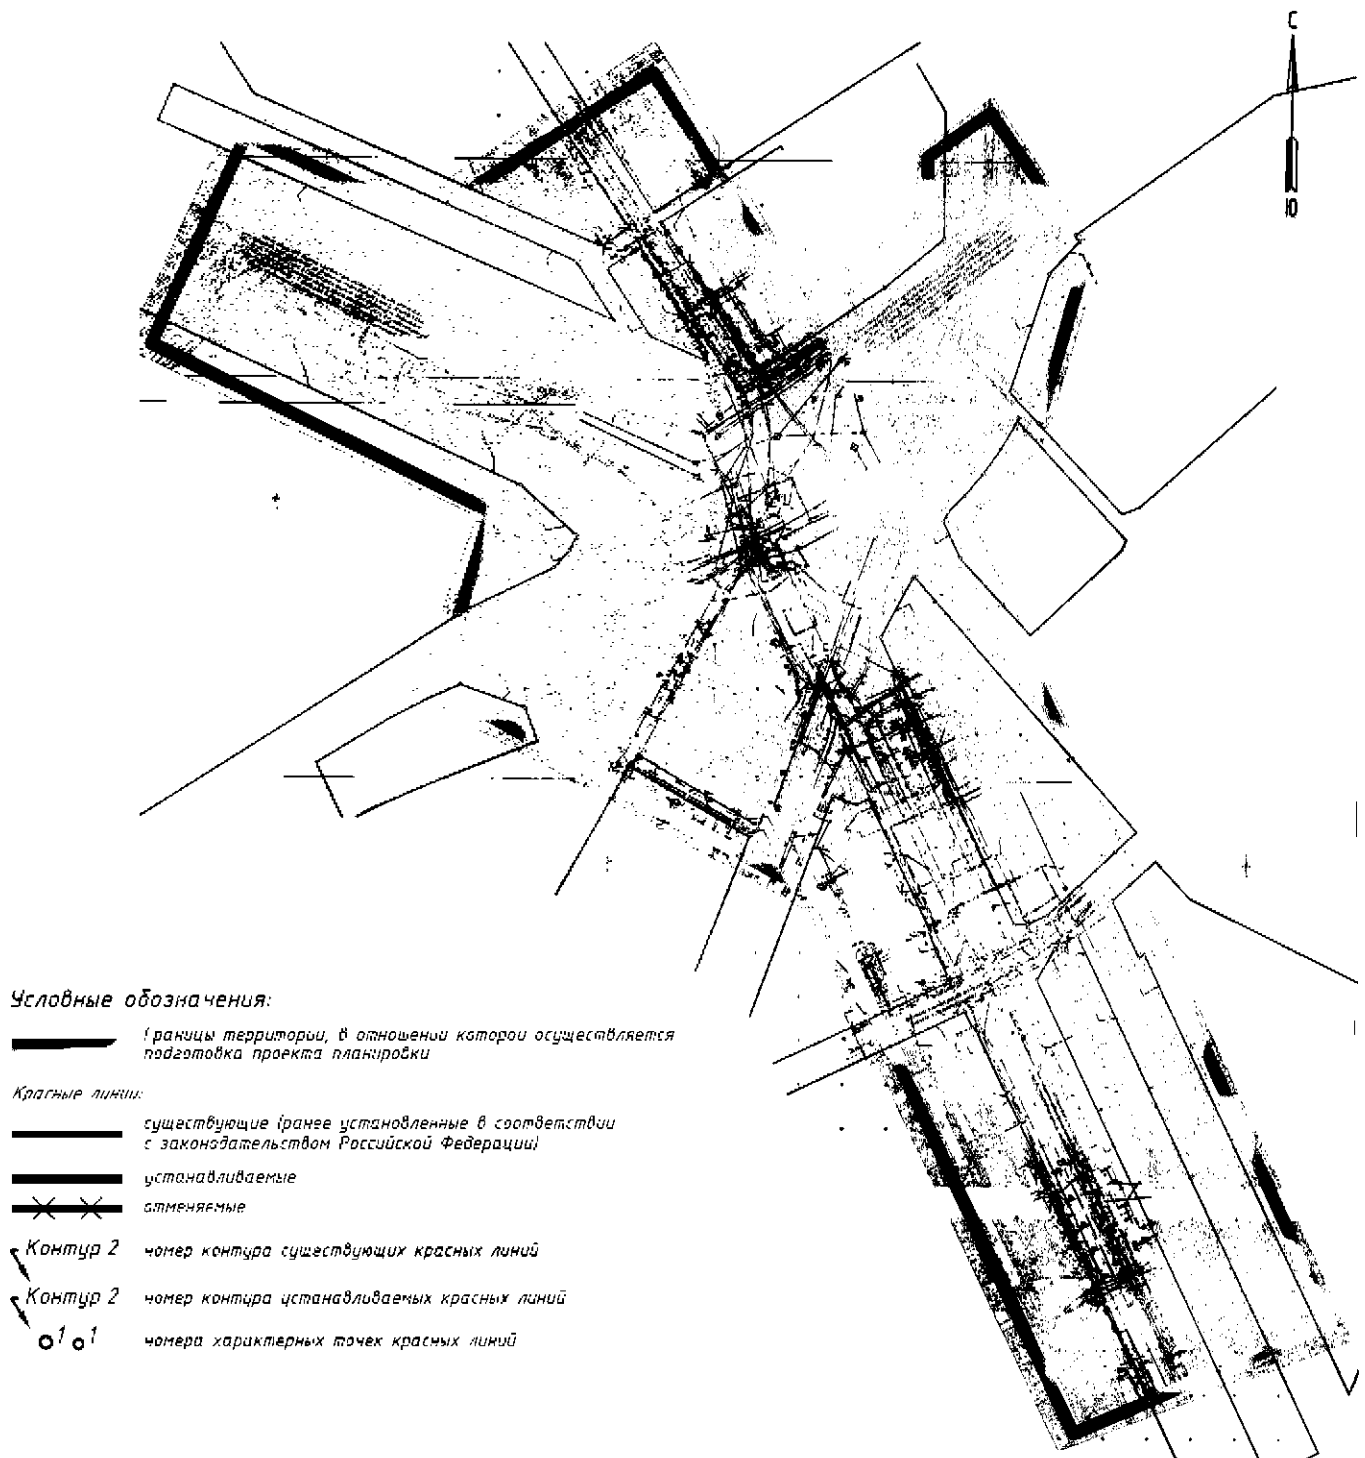 С
Ю
Условные обозначения:
Границы территории, в отношении которой осуществляется
подготовка проекта планировки
Красные линии:
существующие (ранее установленные в соответствии
с законодательством Российской Федерации)
устанавливаемые
отменяемые
Контур 2 номер контура существующих красных линий
Контур 2 номер контура устанавливаемых красных линий
1 1 номера характерных точек красных линий